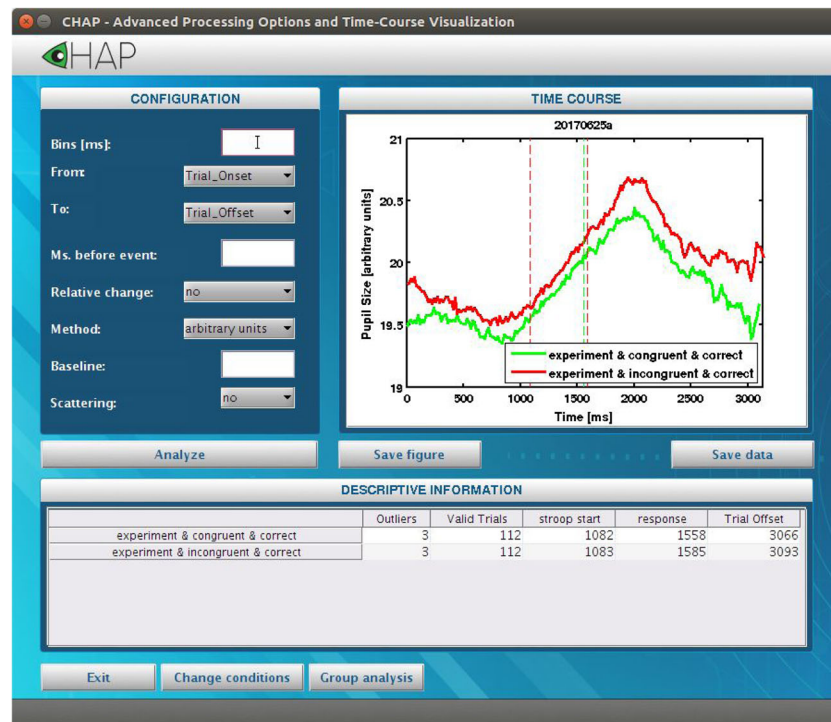 CHAP - Advanced Processing Options and Time-Course Visualization
CHAP
CONFIGURATION
Bins [ms]:
From:
Trial_Onset
To:
Trial_Offset
Ms. before event:
Relative change:
no
Method:
arbitrary units
Baseline:
Scattering:
no
Analyze
TIME COURSE
20170625a
Pupil Size [arbitrary units]
21
20.5
20
19.5
19
0 500 1000 1500 2000 2500 3000
Time [ms]
experiment & congruent & correct
experiment & incongruent & correct
Save figure
Save data
DESCRIPTIVE INFORMATION
Outliers Valid Trials stroop start response Trial Offset
experiment & congruent & correct 3 112 1082 1558 3066
experiment & incongruent & correct 3 112 1083 1585 3093
Exit
Change conditions
Group analysis